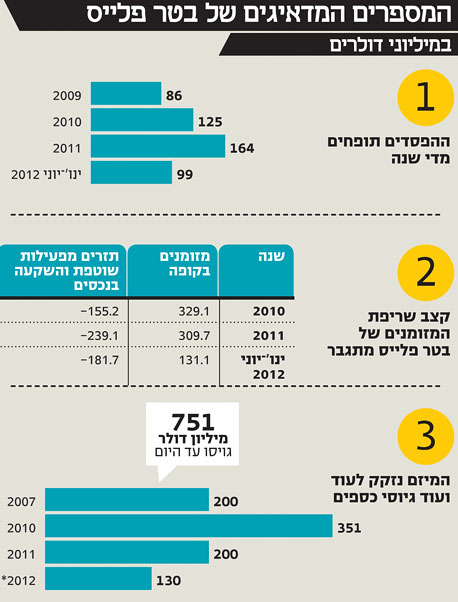 המספרים המדאיגים של בטר פלייס
במיליוני דולרים
1
ההפסדים תופחים
מדי שנה
2009 86
2010 125
2011 164
ינו'-יוני 2012 99
2
קצב שריפת
המזומנים של
בטר פלייס מתגבר
שנה
מזומנים
בקופה
תזרים מפעילות
שוטפת והשקעה
בנכסים
2010 329.1 −155.2
2011 309.7 −239.1
ינו'-יוני
2012
131.1 −181.7
3
המיזם נזקק לעוד
ועוד גיוסי כספים
751
מיליון דולר
גויסו עד היום
2007 200
2010 351
2011 200
*2012 130